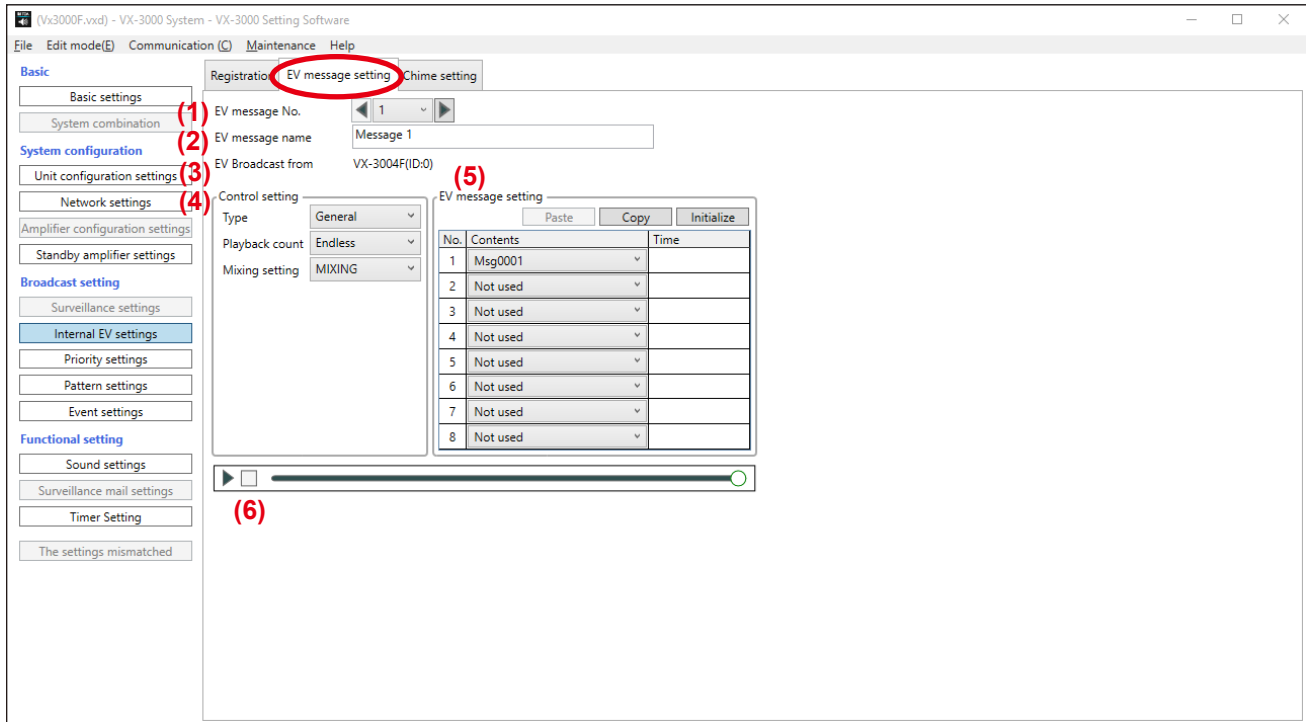 (Vx3000F.vxd) - VX-3000 System - VX-3000 Setting Software
File Edit mode(E) Communication (C) Maintenance Help
Basic
Basic settings
System combination
System configuration
Unit configuration settings
Network settings
Amplifier configuration settings
Standby amplifier settings
Broadcast setting
Surveillance settings
Internal EV settings
Priority settings
Pattern settings
Event settings
Functional setting
Sound settings
Surveillance mail settings
Timer Setting
The settings mismatched
Registration EV message setting Chime setting
(1) EV message No. 1
(2) EV message name Message 1
(3) EV Broadcast from VX-3004F(ID:0)
(4) Control setting
Type General
Playback count Endless
Mixing setting MIXING
(5)
EV message setting
Paste Copy Initialize
No. Contents Time
1 Msg0001
2 Not used
3 Not used
4 Not used
5 Not used
6 Not used
7 Not used
8 Not used
(6)